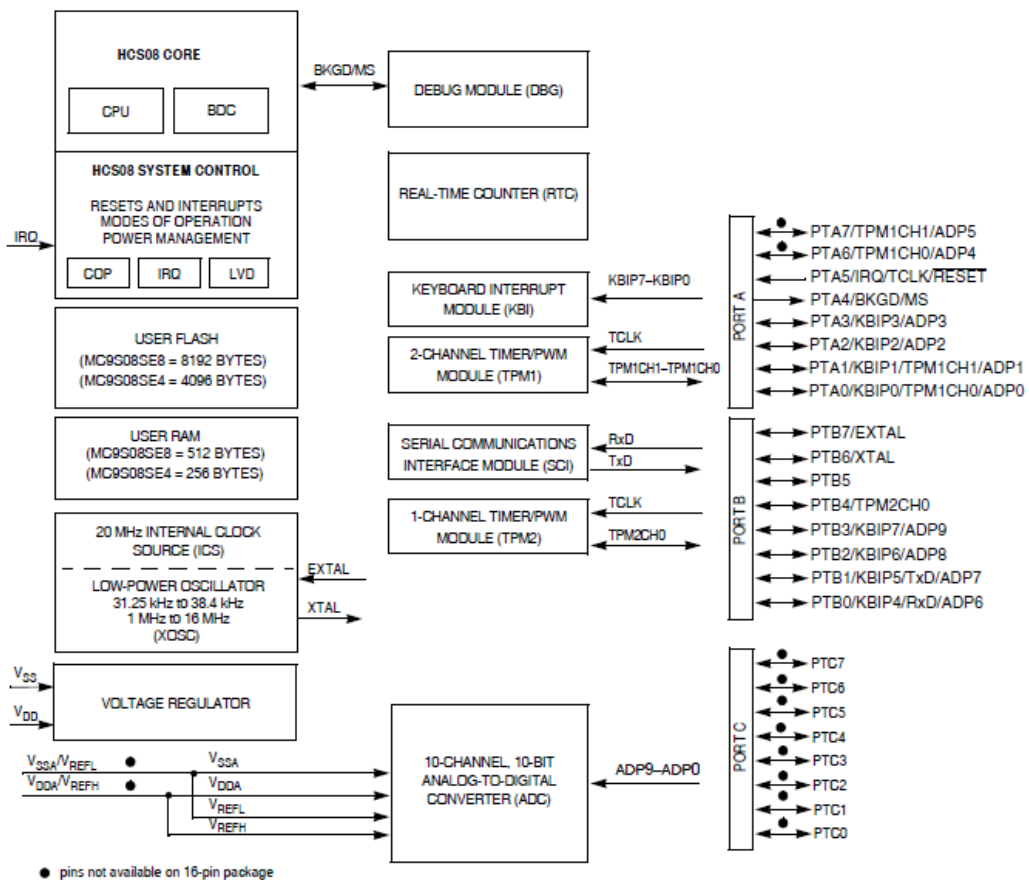 HCS08 CORE
CPU
BDC
HCS08 SYSTEM CONTROL
RESETS AND INTERRUPTS
MODES OF OPERATION
POWER MANAGEMENT
IRQ
COP
IRQ
LVD
USER FLASH
(MC9S08SE8 = 8192 BYTES)
(MC9S08SE4 = 4096 BYTES)
USER RAM
(MC9S08SE8 = 512 BYTES)
(MC9S08SE4 = 256 BYTES)
20 MHz INTERNAL CLOCK
SOURCE (ICS)
LOW-POWER OSCILLATOR
31.25 kHz to 38.4 kHz
1 MHz to 16 MHz
(XOSC)
EXTAL
XTAL
VSS
VDD
VOLTAGE REGULATOR
VSSA/VREFL
VDDA/VREFH
VSSA
VDDA
VREFL
VREFH
BKGD/MS
DEBUG MODULE (DBG)
REAL-TIME COUNTER (RTC)
KEYBOARD INTERRUPT
MODULE (KBI)
KBIP7–KBIP0
2-CHANNEL TIMER/PWM
MODULE (TPM1)
TCLK
TPM1CH1–TPM1CH0
SERIAL COMMUNICATIONS
INTERFACE MODULE (SCI)
RxD
TxD
1-CHANNEL TIMER/PWM
MODULE (TPM2)
TCLK
TPM2CH0
10-CHANNEL, 10-BIT
ANALOG-TO-DIGITAL
CONVERTER (ADC)
ADP9–ADP0
PORT A
PTA7/TPM1CH1/ADP5
PTA6/TPM1CH0/ADP4
PTA5/IRQ/TCLK/RESET
PTA4/BKGD/MS
PTA3/KBIP3/ADP3
PTA2/KBIP2/ADP2
PTA1/KBIP1/TPM1CH1/ADP1
PTA0/KBIP0/TPM1CH0/ADP0
PORT B
PTB7/EXTAL
PTB6/XTAL
PTB5
PTB4/TPM2CH0
PTB3/KBIP7/ADP9
PTB2/KBIP6/ADP8
PTB1/KBIP5/TxD/ADP7
PTB0/KBIP4/RxD/ADP6
PORT C
PTC7
PTC6
PTC5
PTC4
PTC3
PTC2
PTC1
PTC0
● pins not available on 16-pin package